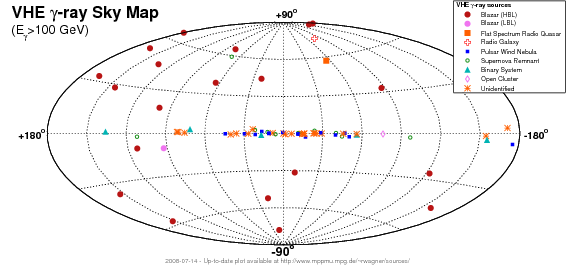 VHE γ-ray Sky Map
(Eγ>100 GeV)
+90°
VHE γ-ray sources
Blazar (HBL)
Blazar (LBL)
Flat Spectrum Radio Quasar
Radio Galaxy
Pulsar Wind Nebula
Supernova Remnant
Binary System
Open Cluster
Unidentified
+180°
-180°
-90°
2008-07-14 - Up-to-date plot available at http://www.mppmu.mpg.de/~rwagner/sources/